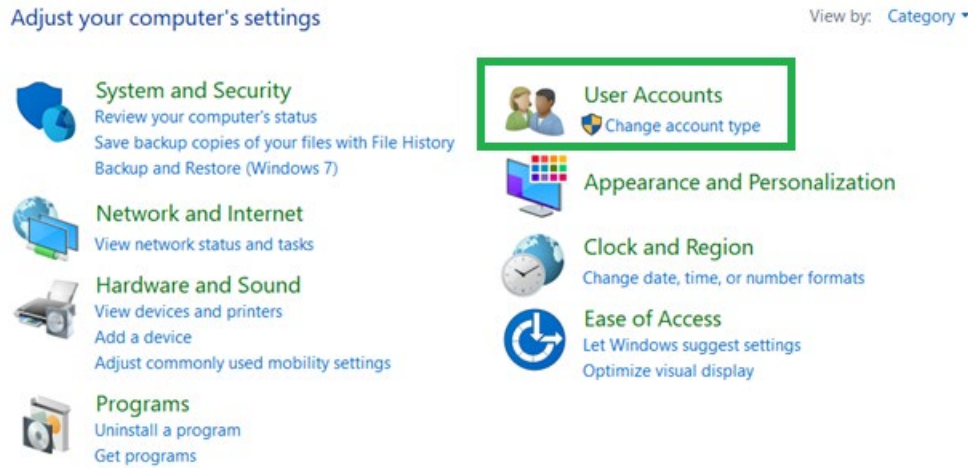 Adjust your computer's settings
View by: Category
System and Security
Review your computer's status
Save backup copies of your files with File History
Backup and Restore (Windows 7)
Network and Internet
View network status and tasks
Hardware and Sound
View devices and printers
Add a device
Adjust commonly used mobility settings
Programs
Uninstall a program
Get programs
User Accounts
Change account type
Appearance and Personalization
Clock and Region
Change date, time, or number formats
Ease of Access
Let Windows suggest settings
Optimize visual display